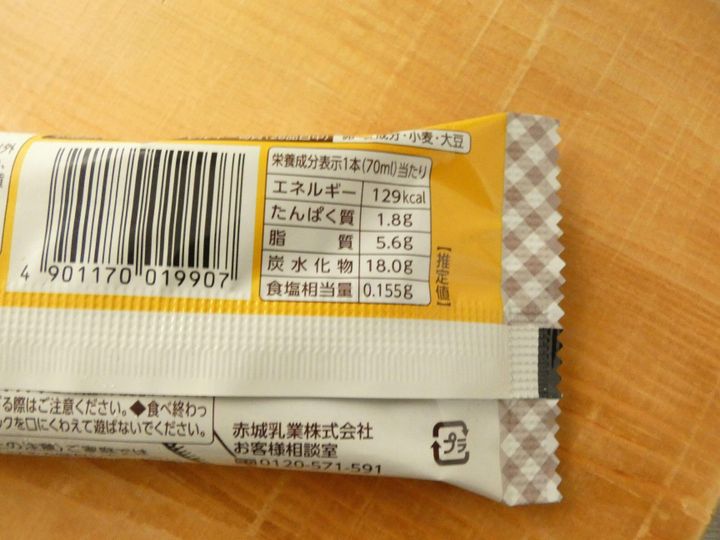 成分・小麦・大豆
栄養成分表示1本(70ml)当たり
エネルギー 129kcal
たんぱく質 1.8g
脂質 5.6g
炭水化物 18.0g
食塩相当量 0.155g
【推定値】
4 901170 019907
る際はご注意ください。◆食べ終わっ
ックを口にくわえて遊ばないでください。
赤城乳業株式会社
お客様相談室
0120-571-591
プラ